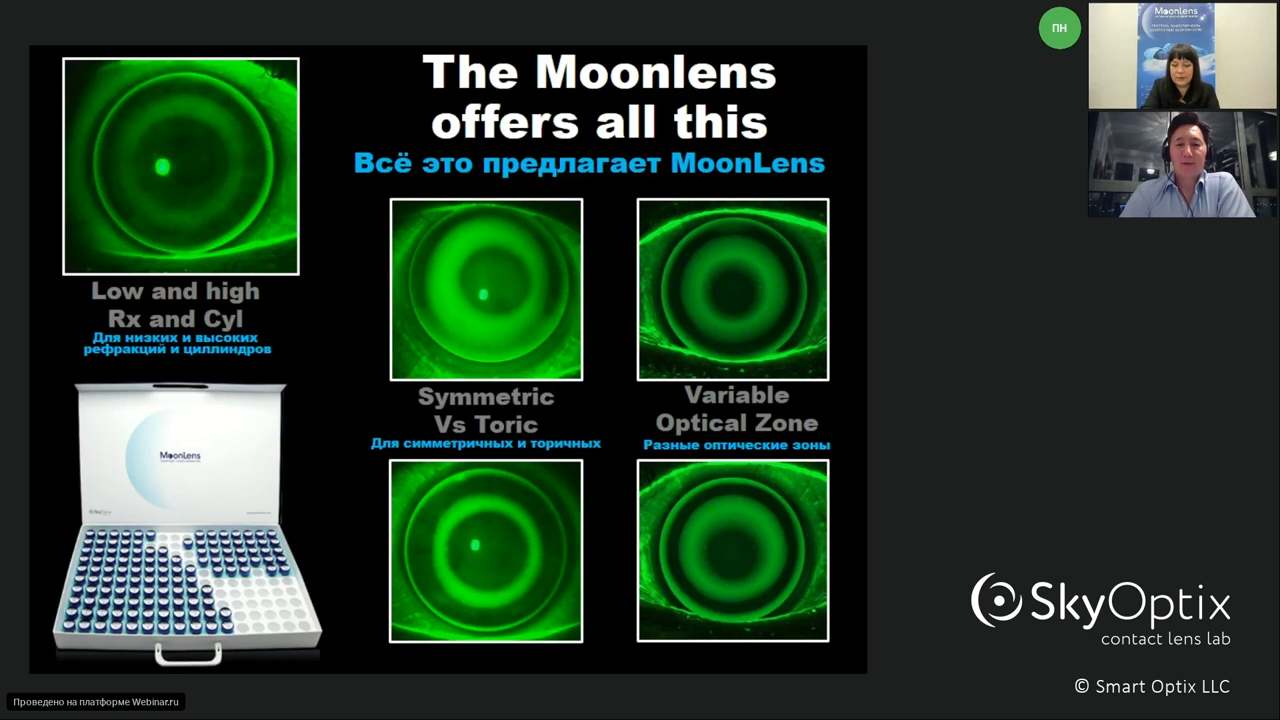 The Moonlens
offers all this
Всё это предлагает MoonLens
Low and high
Rx and Cyl
Для низких и высоких
рефракций и циллиндров
Symmetric
Vs Toric
Для симметричных и торичных
Variable
Optical Zone
Разные оптические зоны
MoonLens
ПН
MoonLens
SkyOptix
contact lens lab
© Smart Optix LLC
Проведено на платформе Webinar.ru